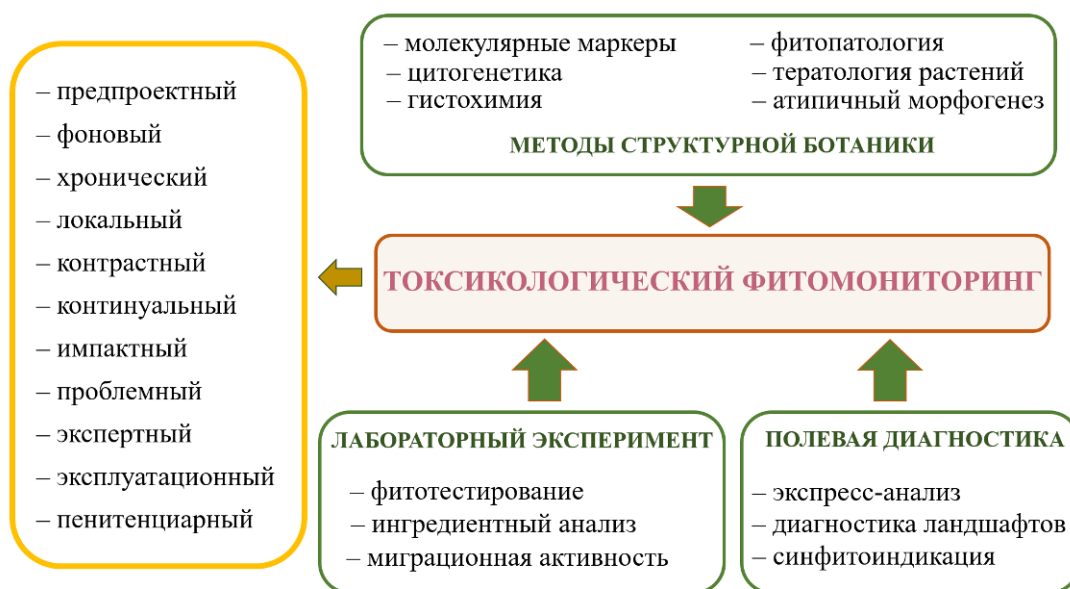 – предпроектный
– фоновый
– хронический
– локальный
– контрастный
– континуальный
– импактный
– проблемный
– экспертный
– эксплуатационный
– пенитенциарный
– молекулярные маркеры
– цитогенетика
– гистохимия
– фитопатология
– тератология растений
– атипичный морфогенез
МЕТОДЫ СТРУКТУРНОЙ БОТАНИКИ
ТОКСИКОЛОГИЧЕСКИЙ ФИТОМОНИТОРИНГ
ЛАБОРАТОРНЫЙ ЭКСПЕРИМЕНТ
– фитотестирование
– ингредиентный анализ
– миграционная активность
ПОЛЕВАЯ ДИАГНОСТИКА
– экспресс-анализ
– диагностика ландшафтов
– синфитоиндикация